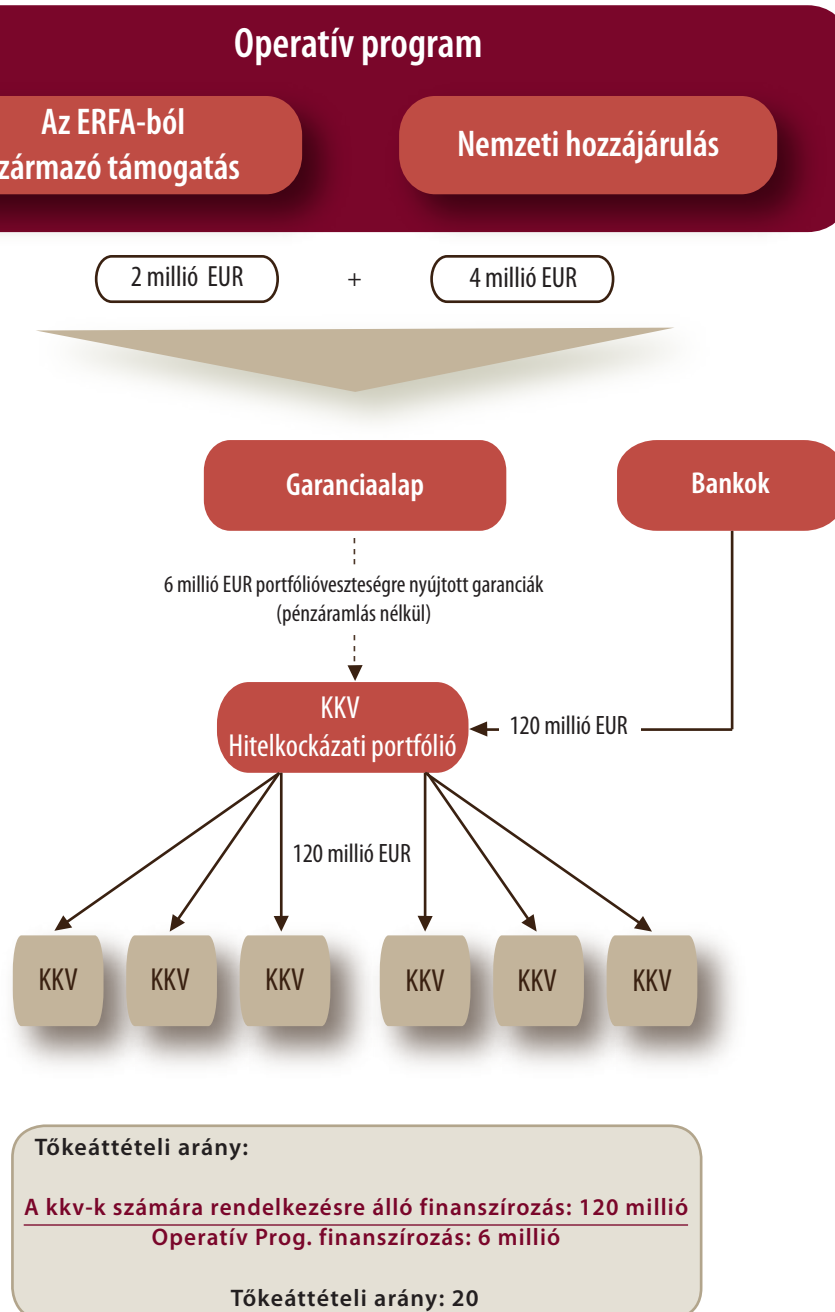 Operatív program
Az ERFA-ból
zármazó támogatás
Nemzeti hozzájárulás
2 millió EUR
+
4 millió EUR
Garanciaalap
Bankok
6 millió EUR portfólióveszteségre nyújtott garanciák
(pénzáramlás nélkül)
KKV
Hitelkockázati portfólió
120 millió EUR
120 millió EUR
KKV
KKV
KKV
KKV
KKV
KKV
Tőkeáttételi arány:
A kkv-k számára rendelkezésre álló finanszírozás: 120 millió
Operatív Prog. finanszírozás: 6 millió
Tőkeáttételi arány: 20